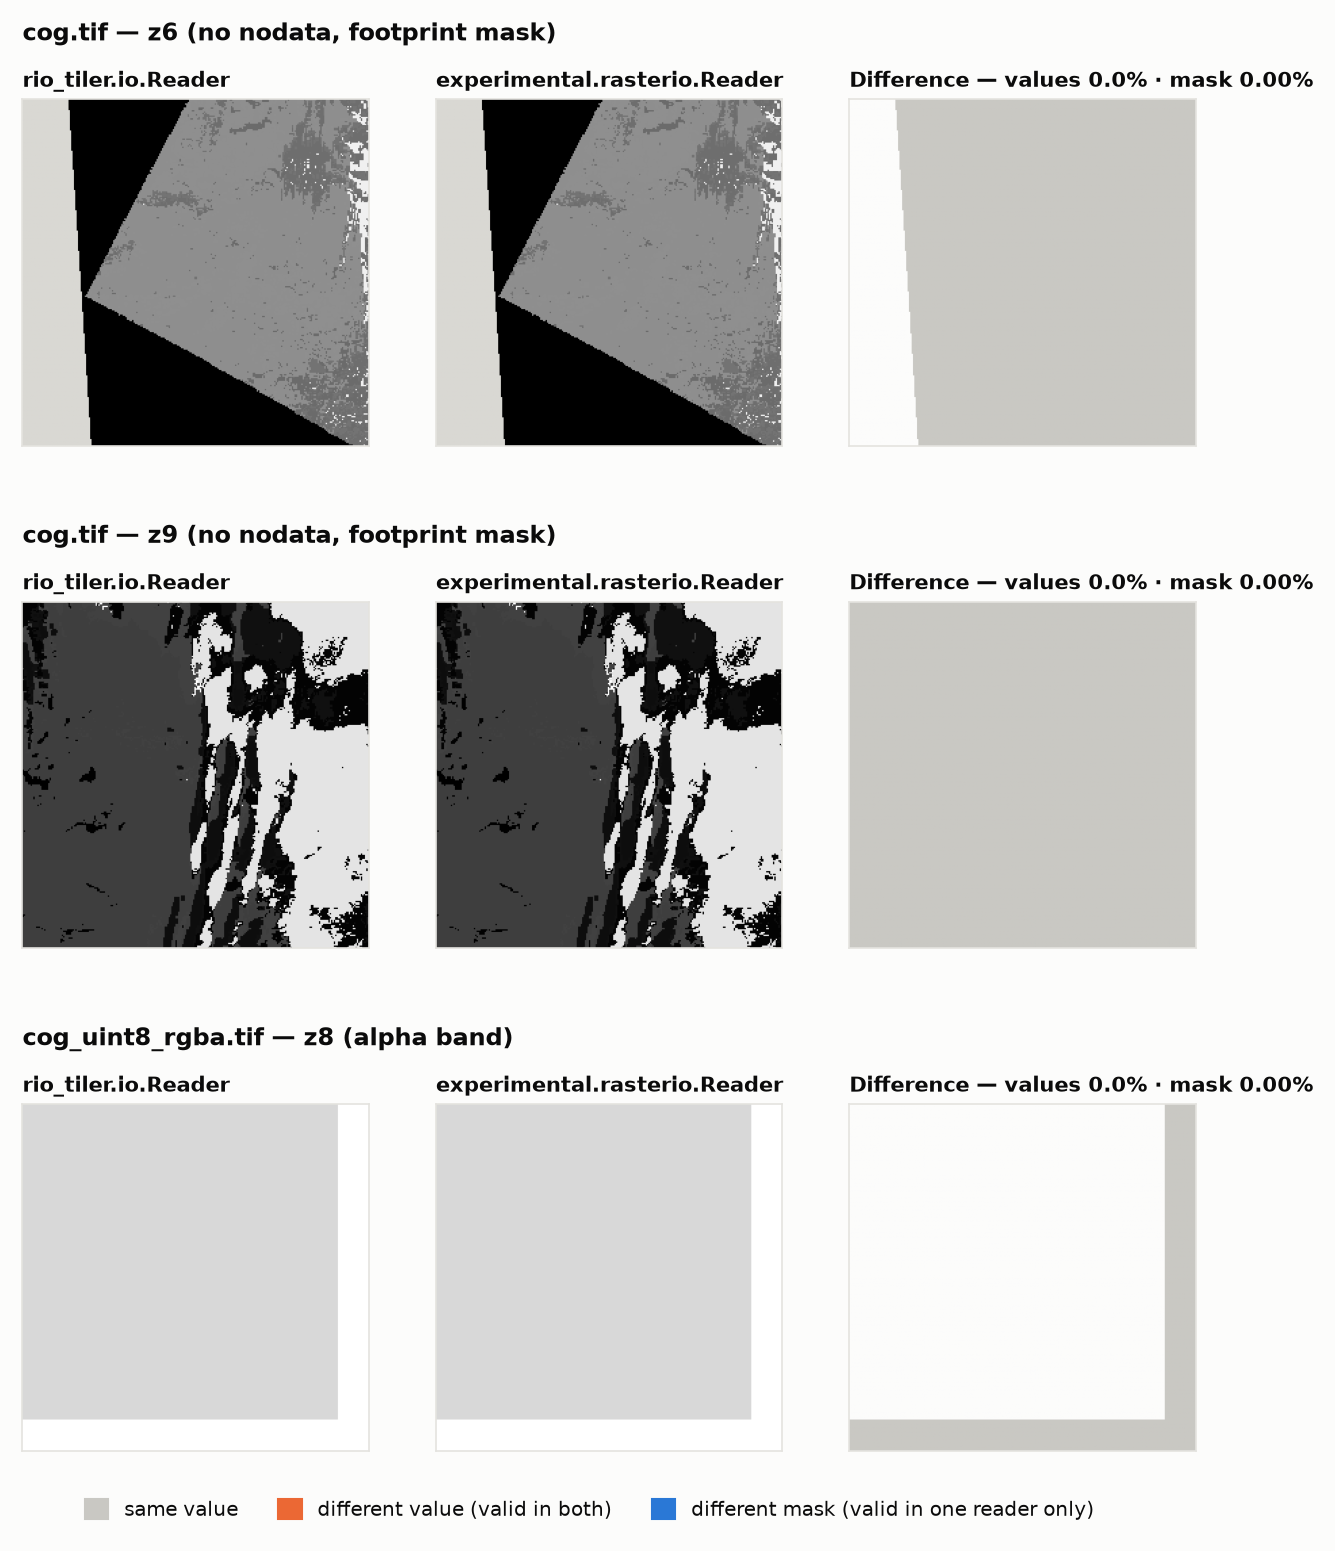 cog.tif — z6 (no nodata, footprint mask)
rio_tiler.io.Reader
experimental.rasterio.Reader
Difference — values 0.0% · mask 0.00%
cog.tif — z9 (no nodata, footprint mask)
rio_tiler.io.Reader
experimental.rasterio.Reader
Difference — values 0.0% · mask 0.00%
cog_uint8_rgba.tif — z8 (alpha band)
rio_tiler.io.Reader
experimental.rasterio.Reader
Difference — values 0.0% · mask 0.00%
same value
different value (valid in both)
different mask (valid in one reader only)